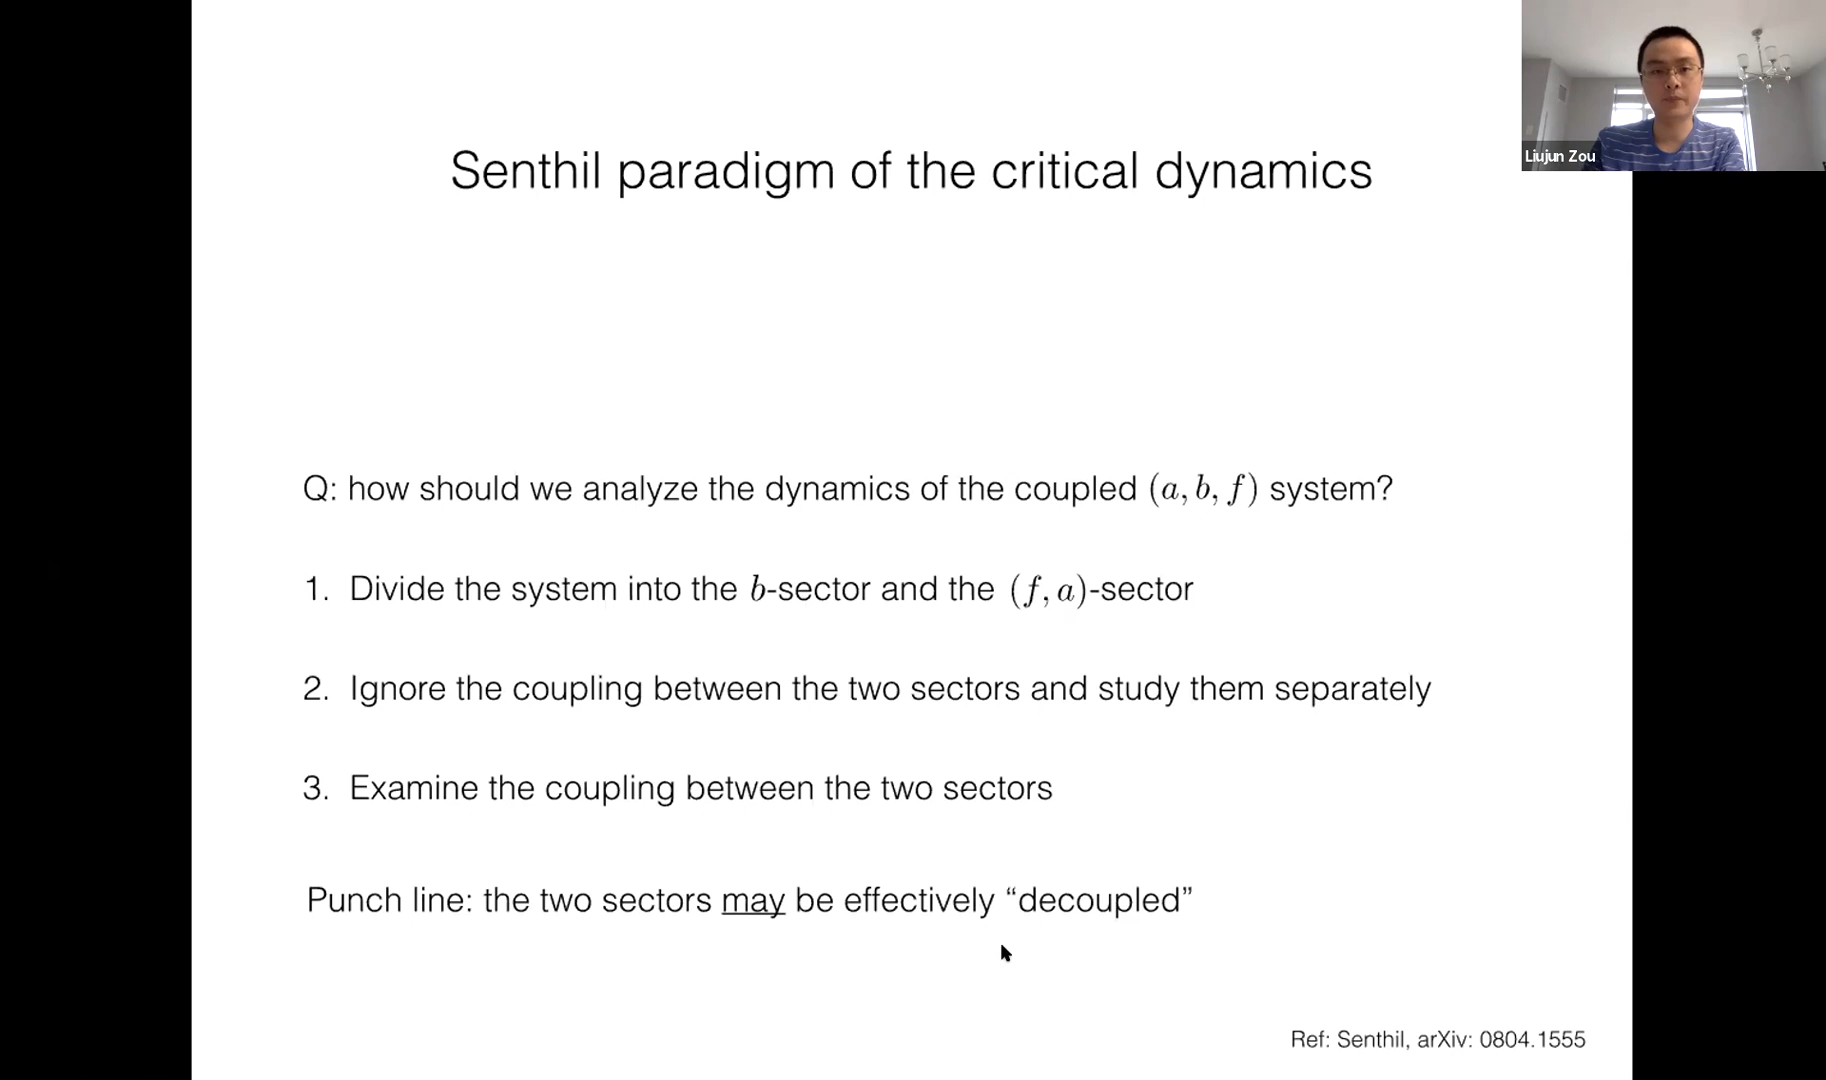 Liujun Zou
Senthil paradigm of the critical dynamics
Q: how should we analyze the dynamics of the coupled (a, b, f) system?
1. Divide the system into the b-sector and the (f, a)-sector
2. Ignore the coupling between the two sectors and study them separately
3. Examine the coupling between the two sectors
Punch line: the two sectors may be effectively “decoupled”
Ref: Senthil, arXiv: 0804.1555